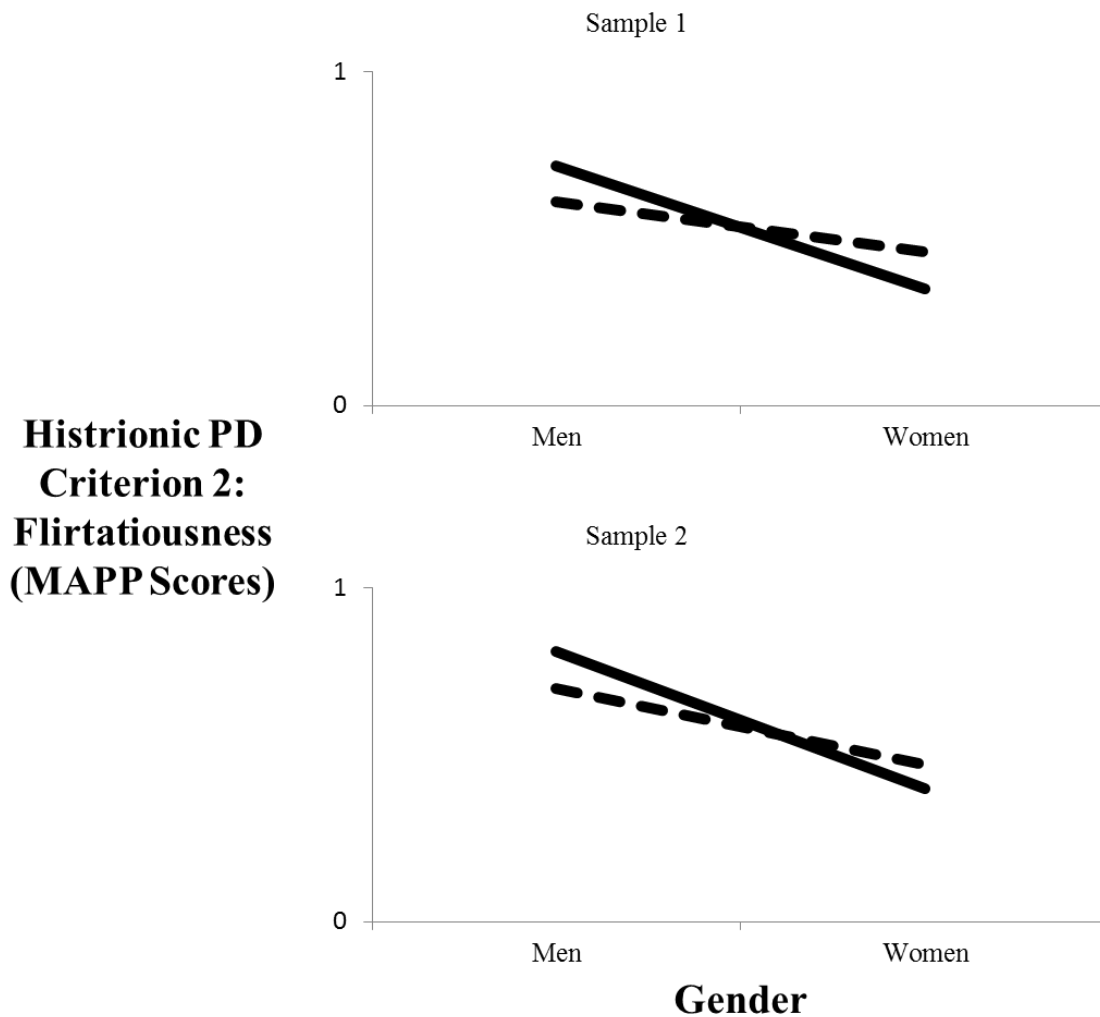 Sample 1
1
0
Men Women
Histrionic PD
Criterion 2:
Flirtatiousness
(MAPP Scores)
Sample 2
1
0
Men Women
Gender